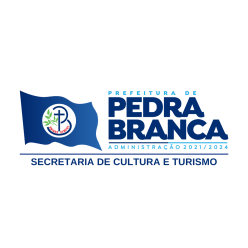 PREFEITURA DE
PEDRA
BRANCA
ADMINISTRAÇÃO 2021/2024
SECRETARIA DE CULTURA E TURISMO